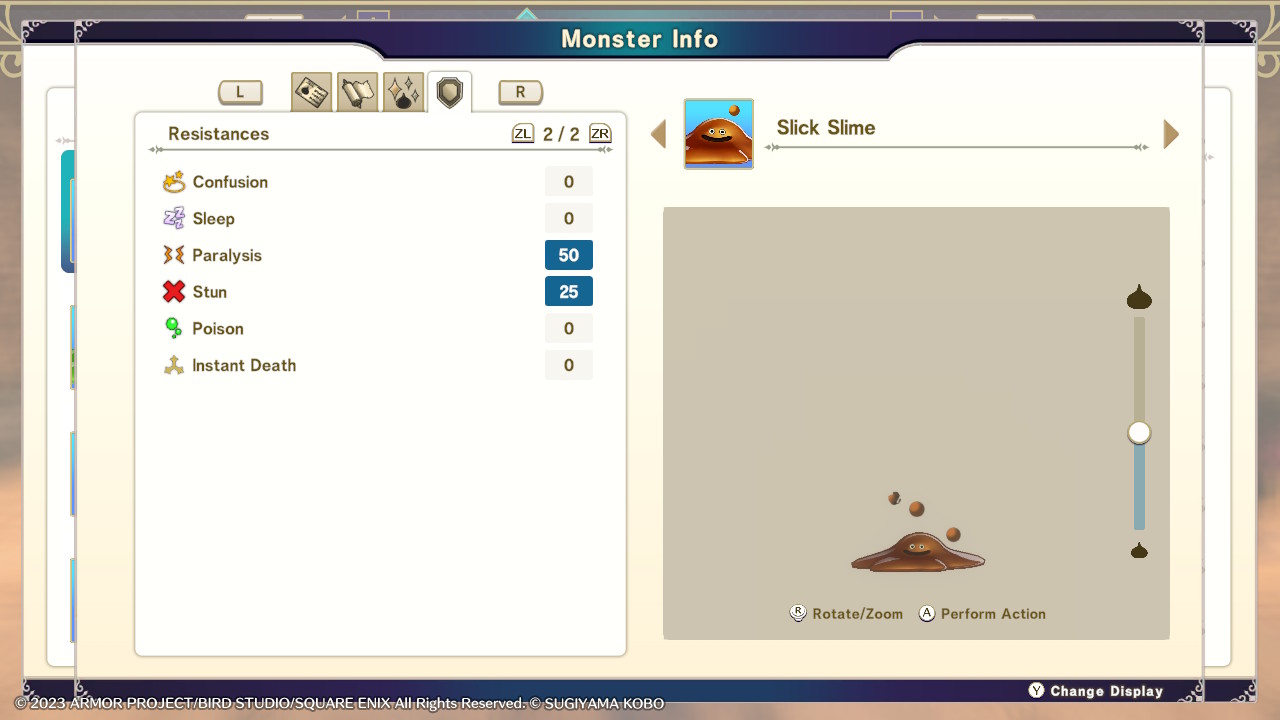 Monster Info
L
R
Resistances
ZL 2 / 2 ZR
Slick Slime
Confusion 0
Sleep 0
Paralysis 50
Stun 25
Poison 0
Instant Death 0
R Rotate/Zoom A Perform Action
Y Change Display
© 2023 ARMOR PROJECT/BIRD STUDIO/SQUARE ENIX All Rights Reserved. © SUGIYAMA KOBO